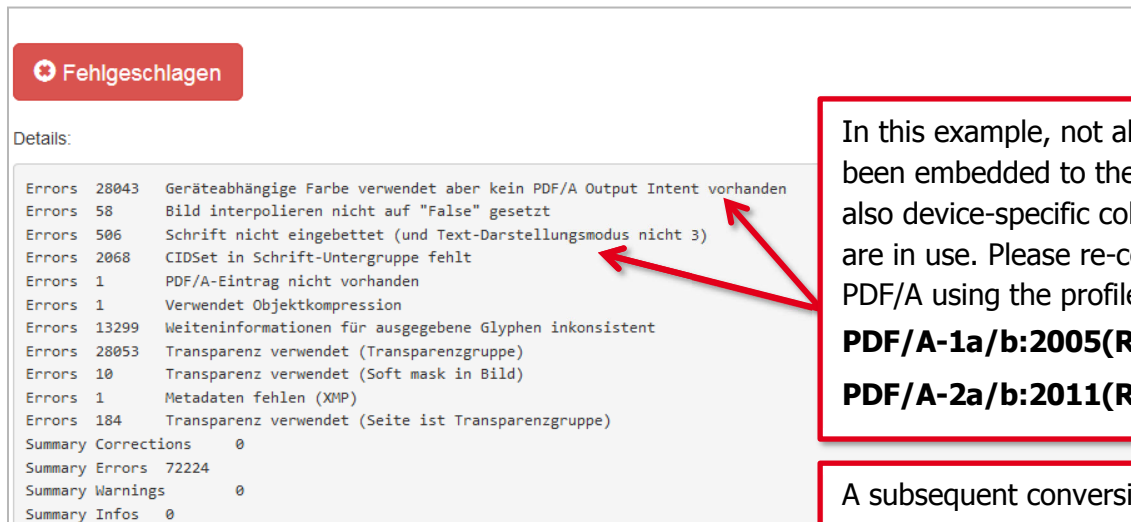 Fehlgeschlagen
Details:
Errors 28043 Geräteabhängige Farbe verwendet aber kein PDF/A Output Intent vorhanden
Errors 58 Bild interpolieren nicht auf "False" gesetzt
Errors 506 Schrift nicht eingebettet (und Text-Darstellungsmodus nicht 3)
Errors 2068 CIDSet in Schrift-Untergruppe fehlt
Errors 1 PDF/A-Eintrag nicht vorhanden
Errors 1 Verwendet Objektkompression
Errors 13299 Weiteninformationen für ausgegebene Glyphen inkonsistent
Errors 28053 Transparenz verwendet (Transparenzgruppe)
Errors 10 Transparenz verwendet (Soft mask in Bild)
Errors 1 Metadaten fehlen (XMP)
Errors 184 Transparenz verwendet (Seite ist Transparenzgruppe)
Summary Corrections 0
Summary Errors 72224
Summary Warnings 0
Summary Infos 0
In this example, not
been embedded to the
also device-specific
are in use. Please
PDF/A using the
PDF/A-1a/b:2005(R
PDF/A-2a/b:2011(R
A subsequent